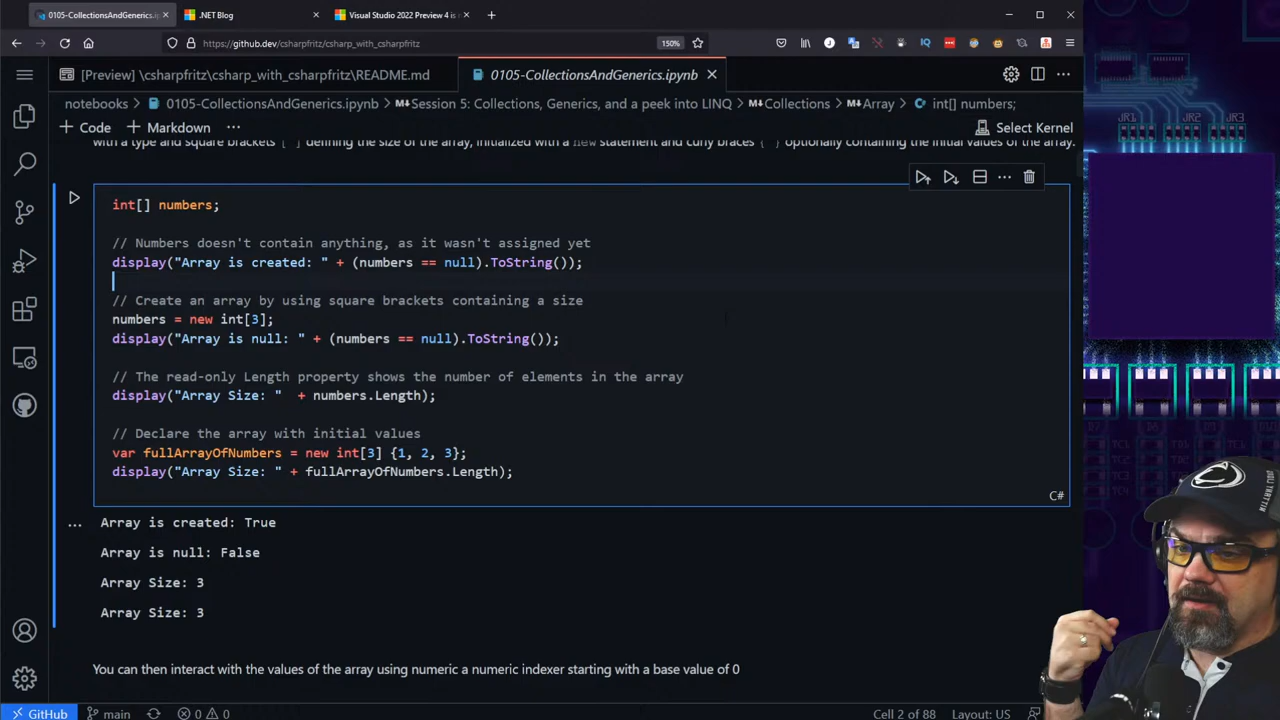 0105-CollectionsAndGenerics.ip
.NET Blog
Visual Studio 2022 Preview 4 is n
https://github.dev/csharpfritz/csharp_with_csharpfritz
150%
[Preview] \csharpfritz\csharp_with_csharpfritz\README.md
0105-CollectionsAndGenerics.ipynb
notebooks > 0105-CollectionsAndGenerics.ipynb > Session 5: Collections, Generics, and a peek into LINQ > Collections > Array > int[] numbers;
+ Code + Markdown ...
Select Kernel
with a type and square brackets [ ] defining the size of the array, initialized with a new statement and curly braces { } optionally containing the initial values of the array.
int[] numbers;
// Numbers doesn't contain anything, as it wasn't assigned yet
display("Array is created: " + (numbers == null).ToString());
// Create an array by using square brackets containing a size
numbers = new int[3];
display("Array is null: " + (numbers == null).ToString());
// The read-only Length property shows the number of elements in the array
display("Array Size: "  + numbers.Length);
// Declare the array with initial values
var fullArrayOfNumbers = new int[3] {1, 2, 3};
display("Array Size: " + fullArrayOfNumbers.Length);
C#
Array is created: True
Array is null: False
Array Size: 3
Array Size: 3
You can then interact with the values of the array using numeric a numeric indexer starting with a base value of 0
GitHub
main
0 0
Cell 2 of 88
Layout: US
JR1
JR2
JR3